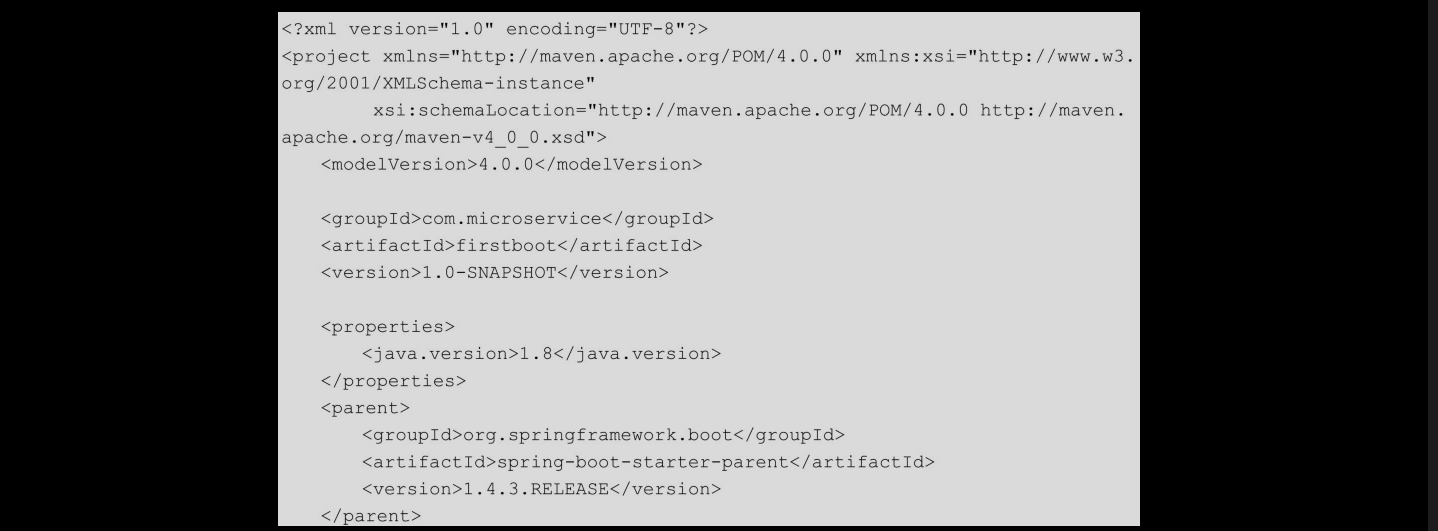 <?xml version="1.0" encoding="UTF-8"?>
<project xmlns="http://maven.apache.org/POM/4.0.0" xmlns:xsi="http://www.w3.
org/2001/XMLSchema-instance"
xsi:schemaLocation="http://maven.apache.org/POM/4.0.0 http://maven.
apache.org/maven-v4_0_0.xsd">
<modelVersion>4.0.0</modelVersion>
<groupId>com.microservice</groupId>
<artifactId>firstboot</artifactId>
<version>1.0-SNAPSHOT</version>
<properties>
<java.version>1.8</java.version>
</properties>
<parent>
<groupId>org.springframework.boot</groupId>
<artifactId>spring-boot-starter-parent</artifactId>
<version>1.4.3.RELEASE</version>
</parent>